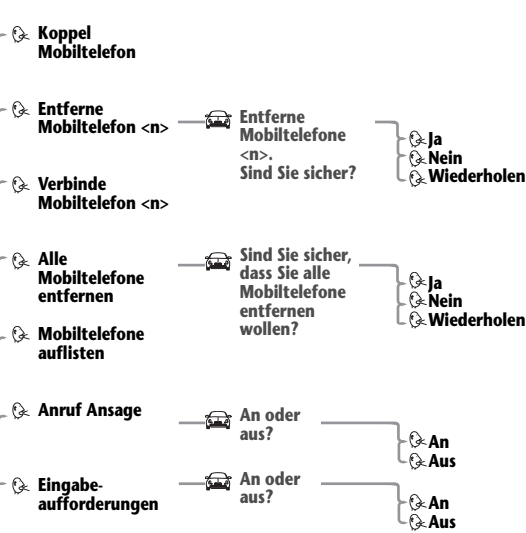 Koppel
Mobiltelefon
Entferne
Mobiltelefon <n>
Entferne
Mobiltelefone
<n>.
Sind Sie sicher?
Ja
Nein
Wiederholen
Verbinde
Mobiltelefon <n>
Alle
Mobiltelefone
entfernen
Sind Sie sicher,
dass Sie alle
Mobiltelefone
entfernen
wollen?
Ja
Nein
Wiederholen
Mobiltelefone
auflisten
Anruf Ansage
An oder
aus?
An
Aus
Eingabe-
aufforderungen
An oder
aus?
An
Aus